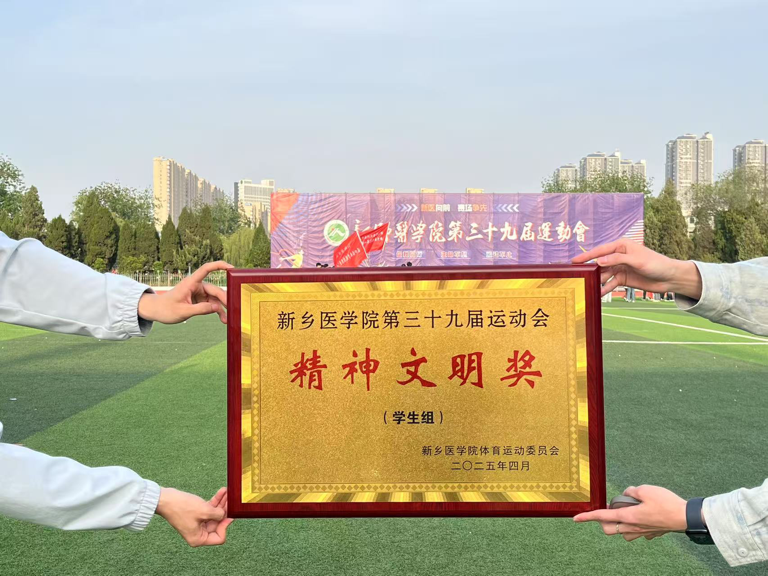 医学院第三十九届運動會
新乡医学院第三十九届运动会
精神文明奖
（学生组）
新乡医学院体育运动委员会
二〇二五年四月